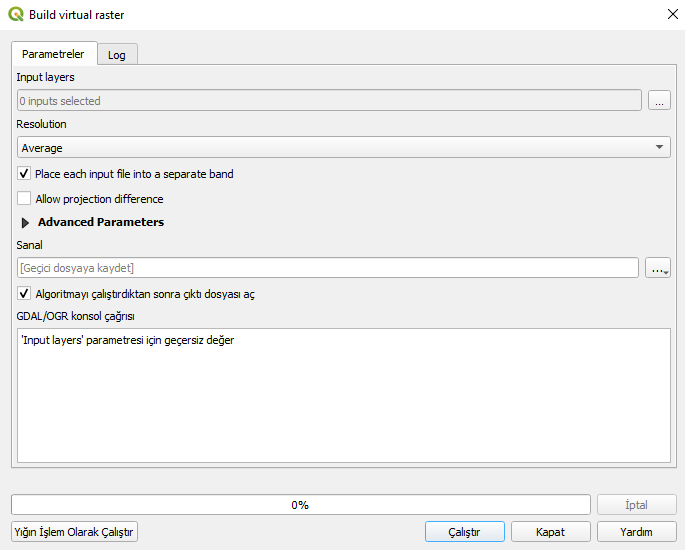 Build virtual raster
Parametreler
Log
Input layers
0 inputs selected
...
Resolution
Average
Place each input file into a separate band
Allow projection difference
Advanced Parameters
Sanal
[Geçici dosyaya kaydet]
...
Algoritmayı çalıştırdıktan sonra çıktı dosyası aç
GDAL/OGR konsol çağrısı
'Input layers' parametresi için geçersiz değer
0%
İptal
Yığın İşlem Olarak Çalıştır
Çalıştır
Kapat
Yardım